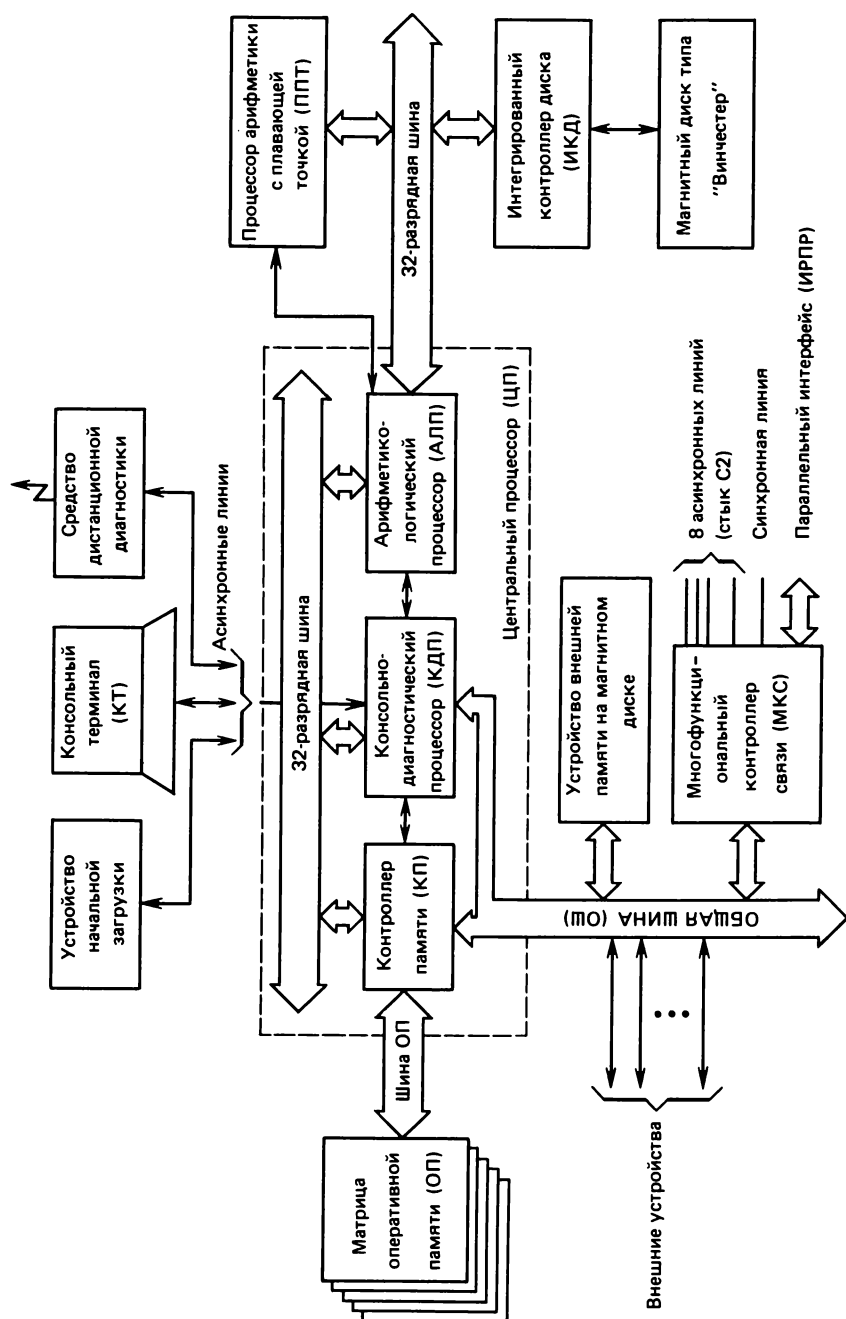 Устройство
начальной
загрузки
Консольный
терминал
(КТ)
Средство
дистанционной
диагностики
Асинхронные линии
Процессор арифметики
с плавающей
точкой (ППТ)
32-разрядная шина
32-разрядная шина
Матрица
оперативной
памяти (ОП)
Шина ОП
Контроллер
памяти (КП)
Консольно-
диагностический
процессор (КДП)
Арифметико-
логический
процессор (АЛП)
Центральный процессор (ЦП)
Интегрированный
контроллер диска
(ИКД)
Магнитный диск типа
"Винчестер"
Внешние устройства
ОБЩАЯ ШИНА (ОШ)
Устройство внешней
памяти на магнитном
диске
Многофункци-
ональный
контроллер
связи (МКС)
8 асинхронных линий
(стык С2)
Синхронная линия
Параллельный интерфейс (ИРПР)